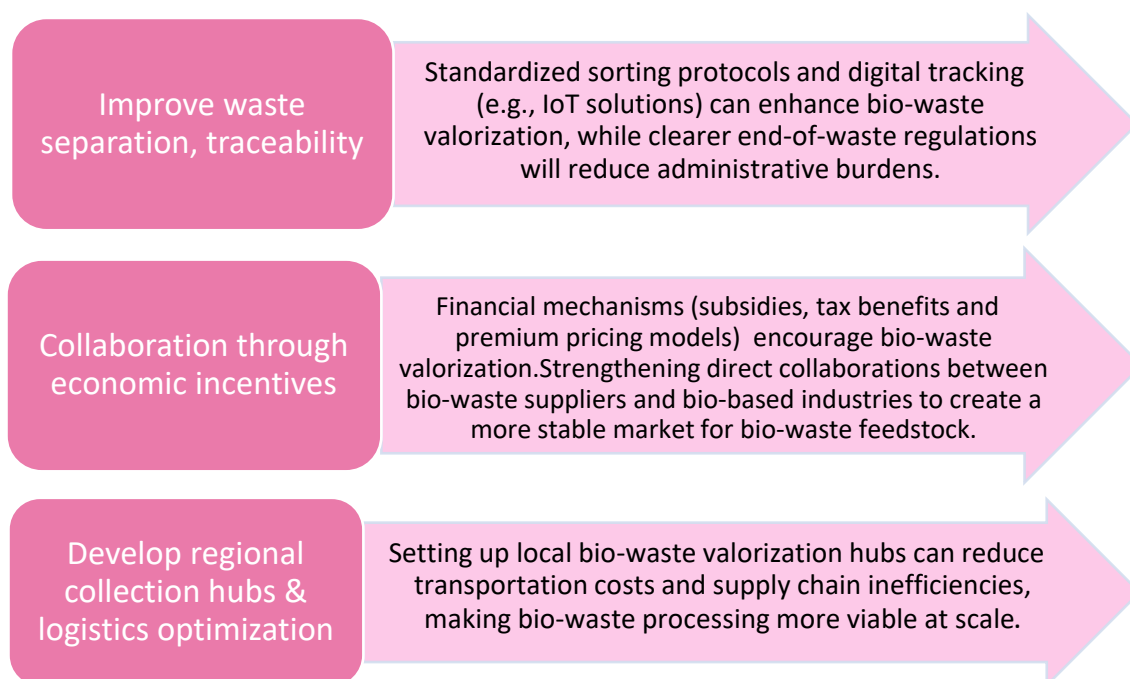 Improve waste
separation, traceability
Standardized sorting protocols and digital tracking
(e.g., IoT solutions) can enhance bio-waste
valorization, while clearer end-of-waste regulations
will reduce administrative burdens.
Collaboration through
economic incentives
Financial mechanisms (subsidies, tax benefits and
premium pricing models)  encourage bio-waste
valorization.Strengthening direct collaborations between
bio-waste suppliers and bio-based industries to create a
more stable market for bio-waste feedstock.
Develop regional
collection hubs &
logistics optimization
Setting up local bio-waste valorization hubs can reduce
transportation costs and supply chain inefficiencies,
making bio-waste processing more viable at scale.